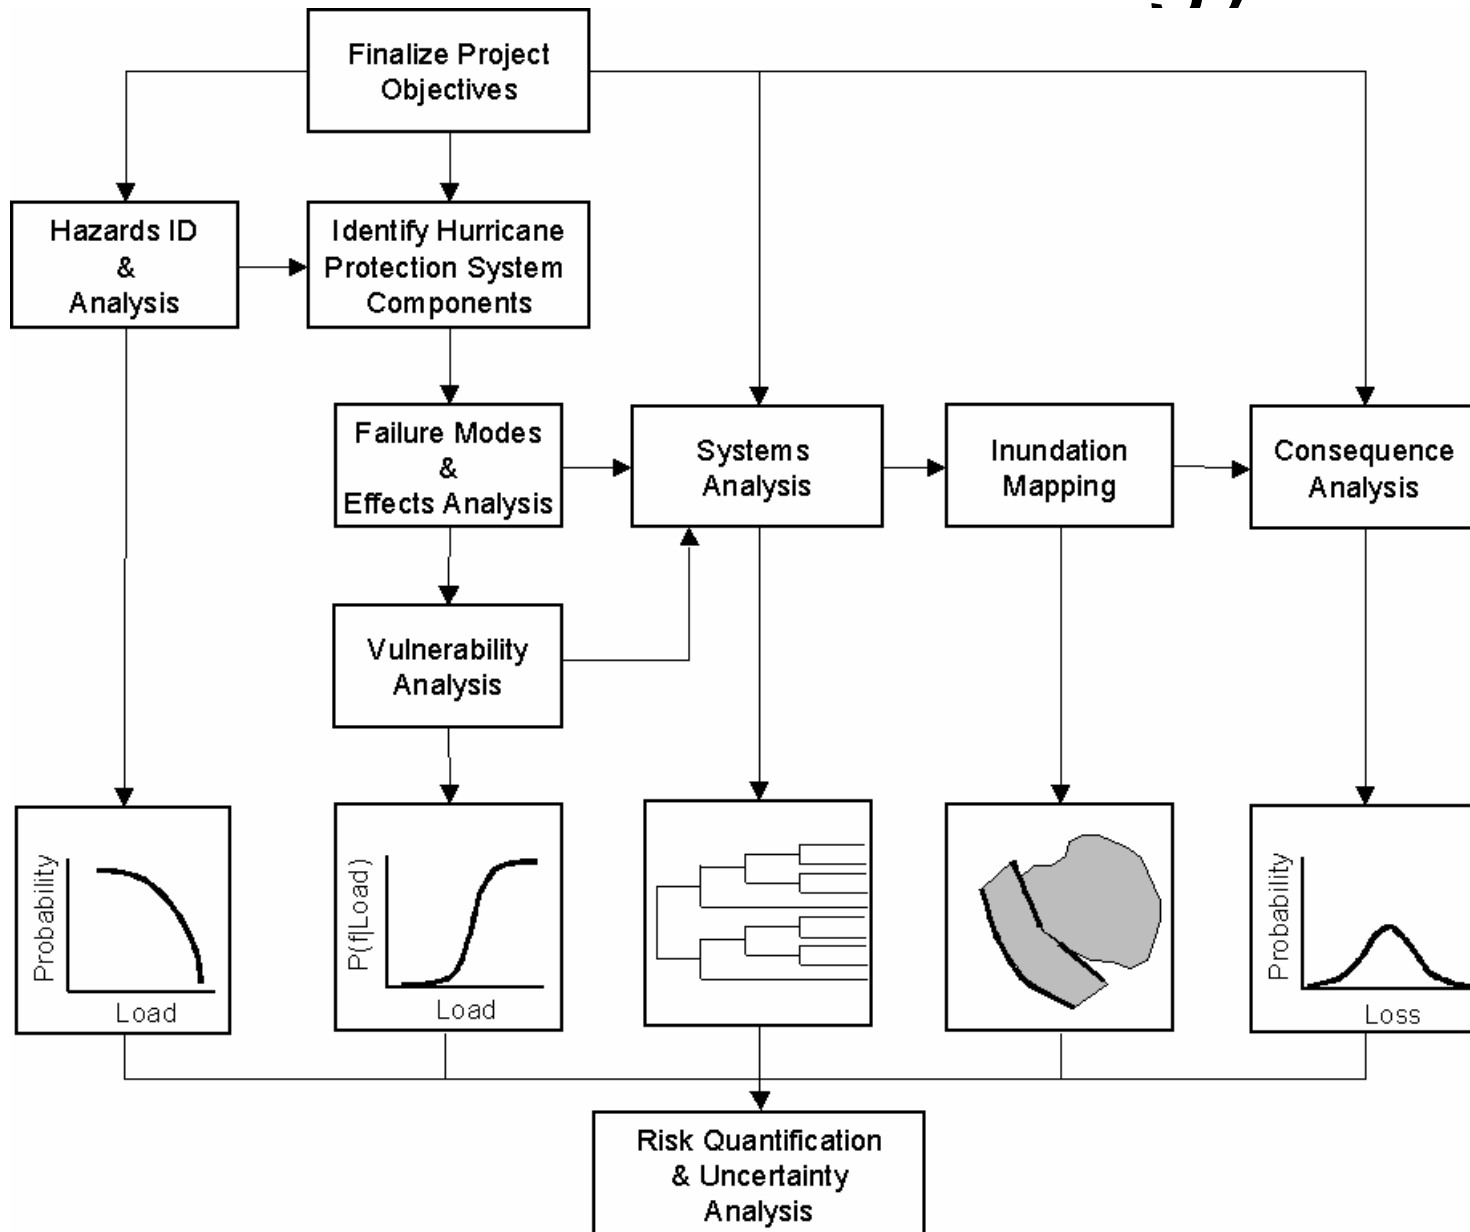 Finalize Project
Objectives
Hazards ID
&
Analysis
Identify Hurricane
Protection System
Components
Failure Modes
&
Effects Analysis
Systems
Analysis
Inundation
Mapping
Consequence
Analysis
Vulnerability
Analysis
Probability
Load
P(f|Load)
Load
Probability
Loss
Risk Quantification
& Uncertainty
Analysis